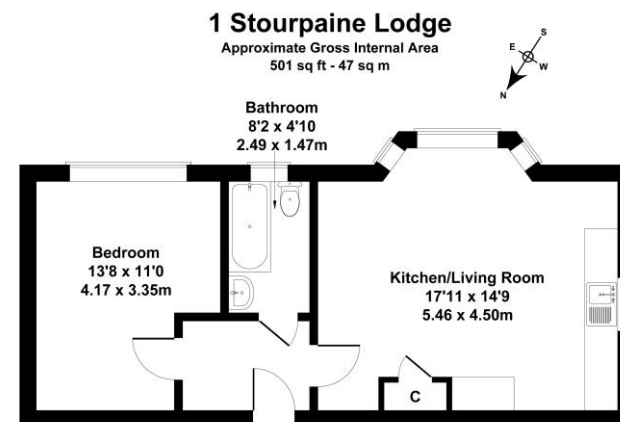 1 Stourpaine Lodge
Approximate Gross Internal Area
501 sq ft - 47 sq m
S
E
W
N
Bathroom
8'2 x 4'10
2.49 x 1.47m
Bedroom
13'8 x 11'0
4.17 x 3.35m
Kitchen/Living Room
17'11 x 14'9
5.46 x 4.50m
C